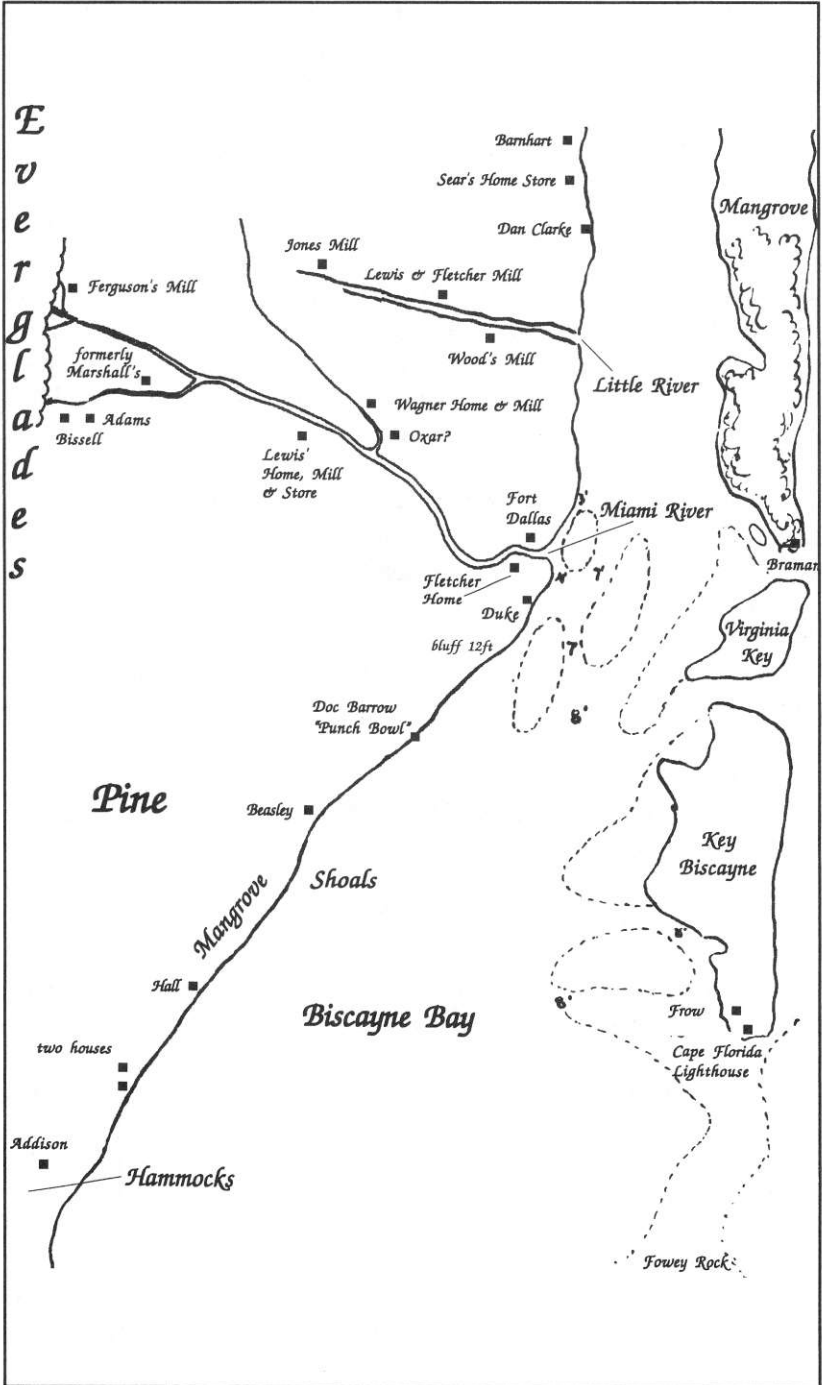 Everglades
Barnhart
Sear's Home Store
Mangrove
Dan Clarke
Jones Mill
Lewis & Fletcher Mill
Ferguson's Mill
formerly
Marshall's
Wood's Mill
Little River
Wagner Home & Mill
Adams
Oxar?
Bissell
Lewis'
Home, Mill
& Store
Fort
Dallas
3'
Miami River
Braman
Fletcher
Home
4
7'
Duke
Virginia
Key
bluff 12ft
7'
8'
Doc Barrow
"Punch Bowl"
Pine
Beasley
Key
Biscayne
Shoals
Mangrove
Hall
8'
Biscayne Bay
Frow
two houses
Cape Florida
Lighthouse
Addison
Hammocks
Fowey Rock